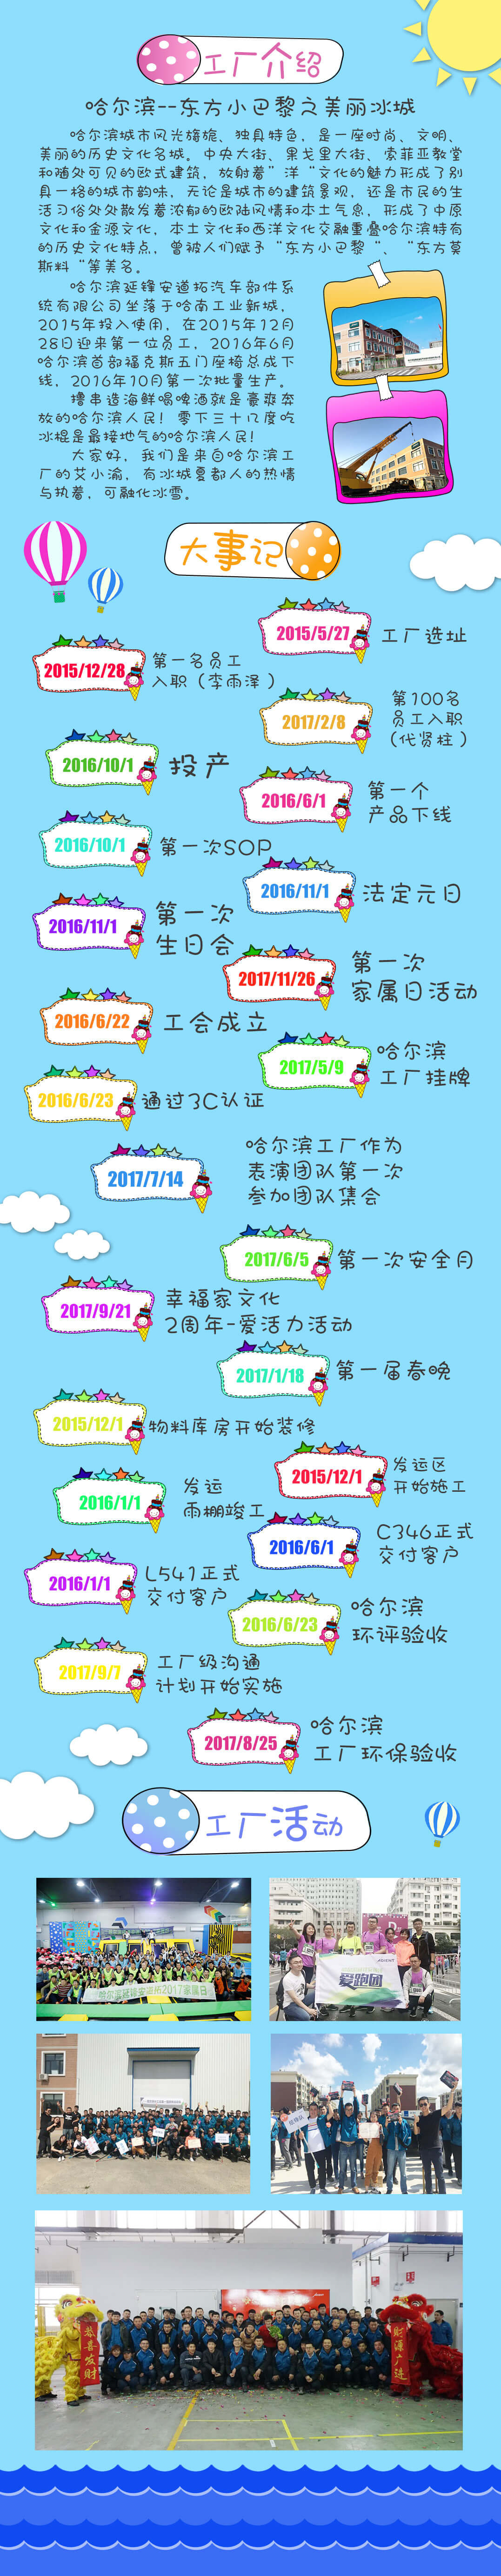 工厂介绍
哈尔滨--东方小巴黎之美丽冰城
哈尔滨城市风光旖旎、独具特色，是一座时尚、文明、
美丽的历史文化名城。中央大街、果戈里大街、索菲亚教堂
和随处可见的欧式建筑，放射着”洋“文化的魅力形成了别
具一格的城市韵味，无论是城市的建筑景观，还是市民的生
活习俗处处散发着浓郁的欧陆风情和本土气息，形成了中原
文化和金源文化，本土文化和西洋文化交融重叠哈尔滨特有
的历史文化特点，曾被人们赋予“东方小巴黎“、“东方莫
斯科“等美名。
哈尔滨延锋安道拓汽车部件系
统有限公司坐落于哈南工业新城，
2015年投入使用，在2015年12月
28日迎来第一位员工，2016年6月
哈尔滨首部福克斯五门座椅总成下
线，2016年10月第一次批量生产。
撸串造海鲜喝啤酒就是豪爽奔
放的哈尔滨人民！零下三十几度吃
冰棍是最接地气的哈尔滨人民！
大家好，我们是来自哈尔滨工
厂的艾小渝，有冰城夏都人的热情
与执着，可融化冰雪。
大事记
2015/5/27 工厂选址
2015/12/28 第一名员工
入职（李雨泽）
2017/2/8 第100名
员工入职
（代贤柱）
2016/10/1 投产
2016/6/1 第一个
产品下线
2016/10/1 第一次SOP
2016/11/1 法定元日
2016/11/1 第一次
生日会
2017/11/26 第一次
家属日活动
2016/6/22 工会成立
2017/5/9 哈尔滨
工厂挂牌
2016/6/23 通过3C认证
2017/7/14 哈尔滨工厂作为
表演团队第一次
参加团队集会
2017/6/5 第一次安全月
2017/9/21 幸福家文化
2周年-爱活力活动
2017/1/18 第一届春晚
2015/12/1 物料库房开始装修
2015/12/1 发运区
开始施工
2016/1/1 发运
雨棚竣工
2016/6/1 C346正式
交付客户
2016/1/1 L541正式
交付客户
2016/6/23 哈尔滨
环评验收
2017/9/7 工厂级沟通
计划开始实施
2017/8/25 哈尔滨
工厂环保验收
工厂活动
哈尔滨延锋安道拓2017家属日
ADIENT
爱跑团
恭喜发财
财源广进